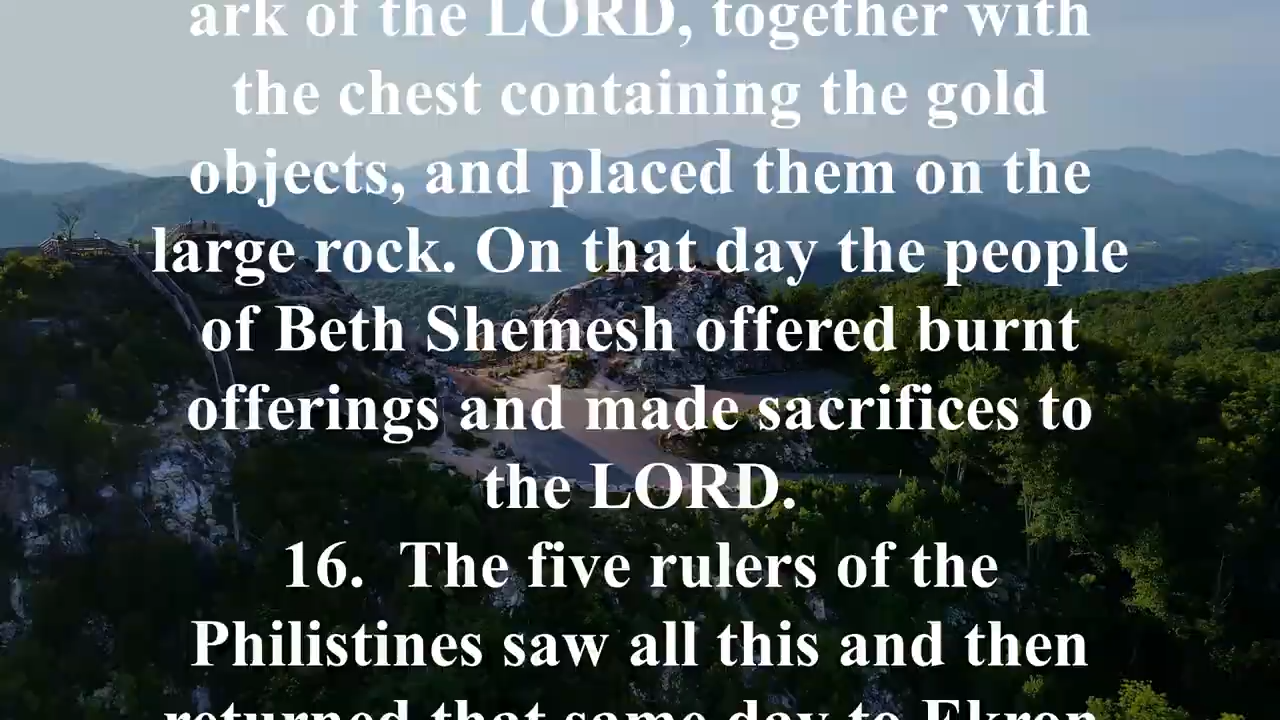 ark of the LORD, together with
the chest containing the gold
objects, and placed them on the
large rock. On that day the people
of Beth Shemesh offered burnt
offerings and made sacrifices to
the LORD.
16. The five rulers of the
Philistines saw all this and then
returned that same day to Ekron.